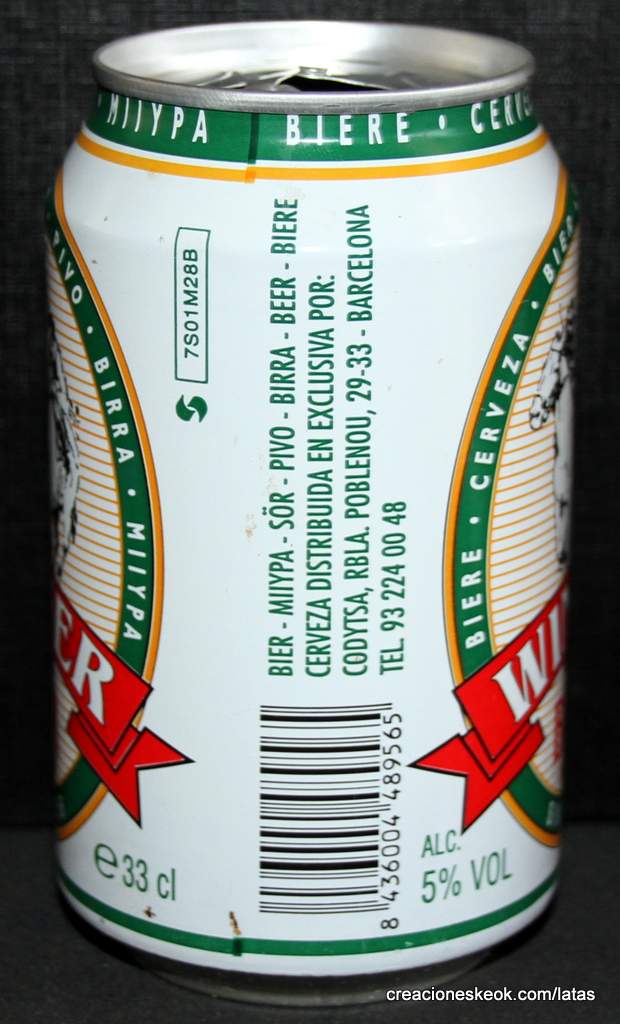 MIIYPA BIERE • CERVE
7S01M28B
BIER - MIIYPA - SÖR - PIVO - BIRRA - BEER - BIERE
CERVEZA DISTRIBUIDA EN EXCLUSIVA POR:
CODYTSA, RBLA. POBLENOU, 29-33 - BARCELONA
TEL. 93 224 00 48
PIVO • BIRRA • MIIYPA
ER
BIERE • CERVEZA • BIER
WIN
8 436004 489565
e 33 cl
ALC.
5% VOL
creacioneskeok.com/latas